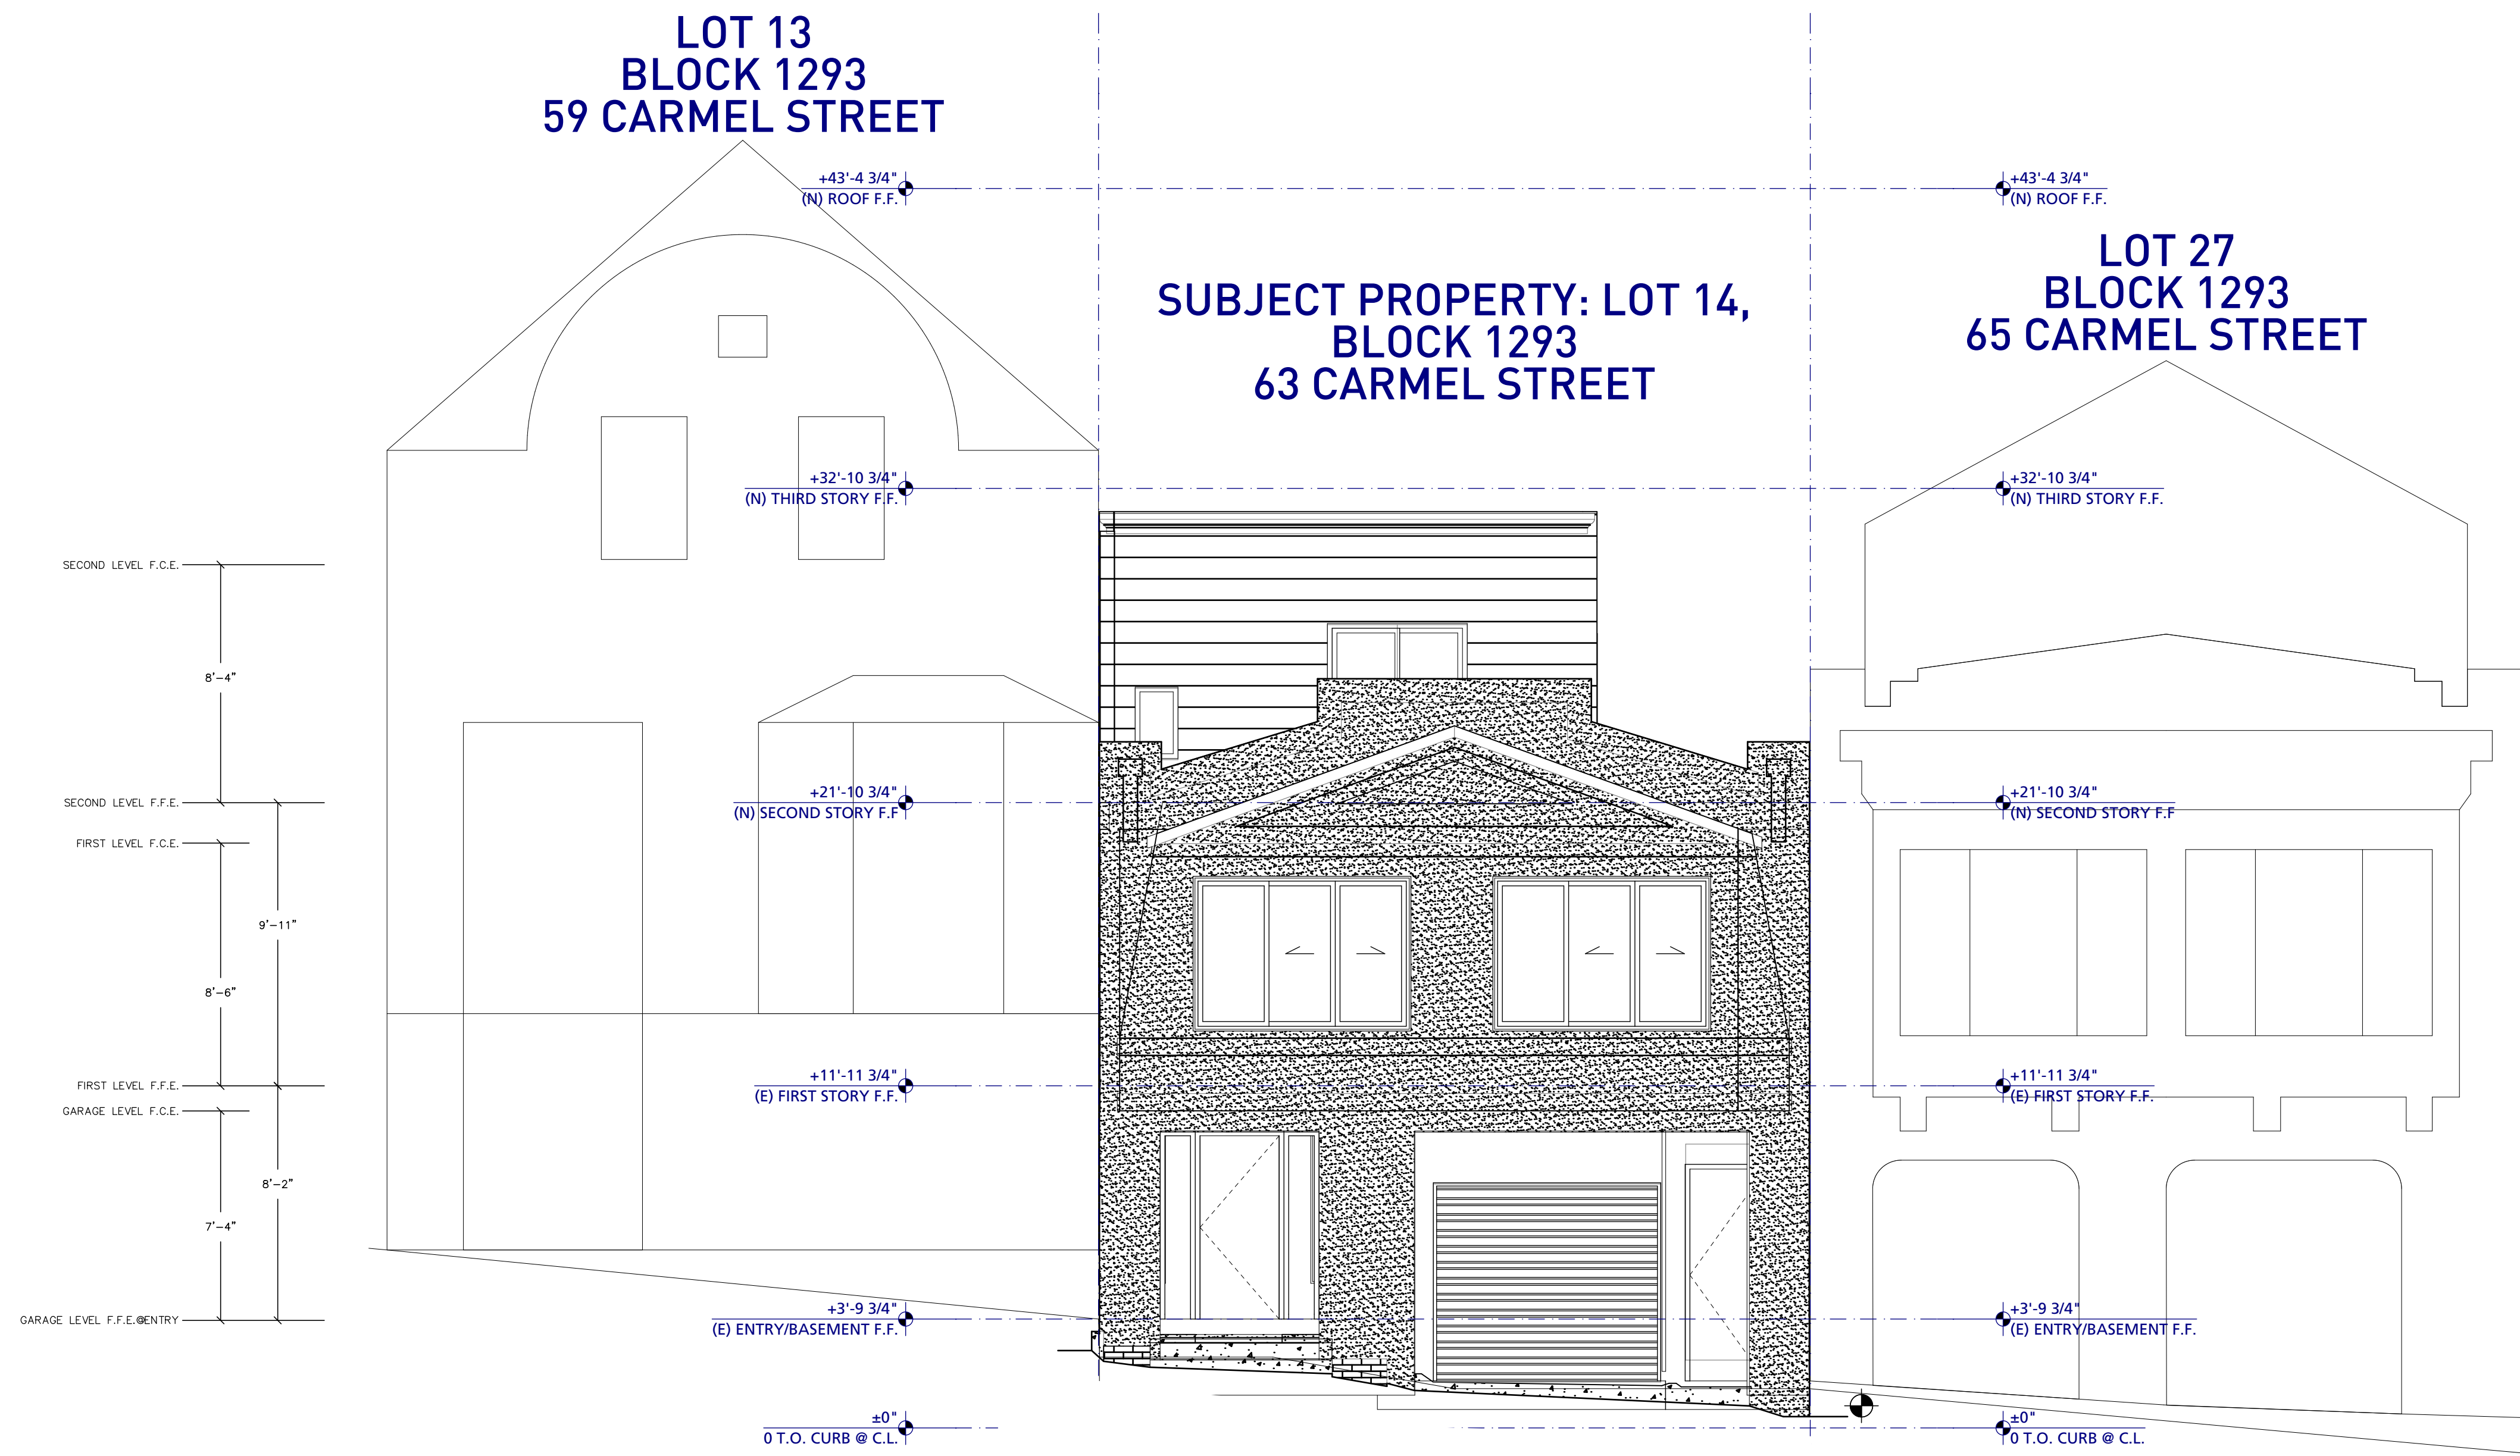 LOT 13
BLOCK 1293
59 CARMEL STREET
+43'-4 3/4"
(N) ROOF F.F.
+43'-4 3/4"
(N) ROOF F.F.
LOT 27
BLOCK 1293
65 CARMEL STREET
SUBJECT PROPERTY: LOT 14,
BLOCK 1293
63 CARMEL STREET
+32'-10 3/4"
(N) THIRD STORY F.F.
+32'-10 3/4"
(N) THIRD STORY F.F.
SECOND LEVEL F.C.E.
8'-4"
SECOND LEVEL F.F.E.
+21'-10 3/4"
(N) SECOND STORY F.F
+21'-10 3/4"
(N) SECOND STORY F.F
FIRST LEVEL F.C.E.
9'-11"
8'-6"
FIRST LEVEL F.F.E.
+11'-11 3/4"
(E) FIRST STORY F.F.
+11'-11 3/4"
(E) FIRST STORY F.F.
GARAGE LEVEL F.C.E.
8'-2"
7'-4"
GARAGE LEVEL F.F.E.@ENTRY
+3'-9 3/4"
(E) ENTRY/BASEMENT F.F.
+3'-9 3/4"
(E) ENTRY/BASEMENT F.F.
±0"
0 T.O. CURB @ C.L.
±0"
0 T.O. CURB @ C.L.